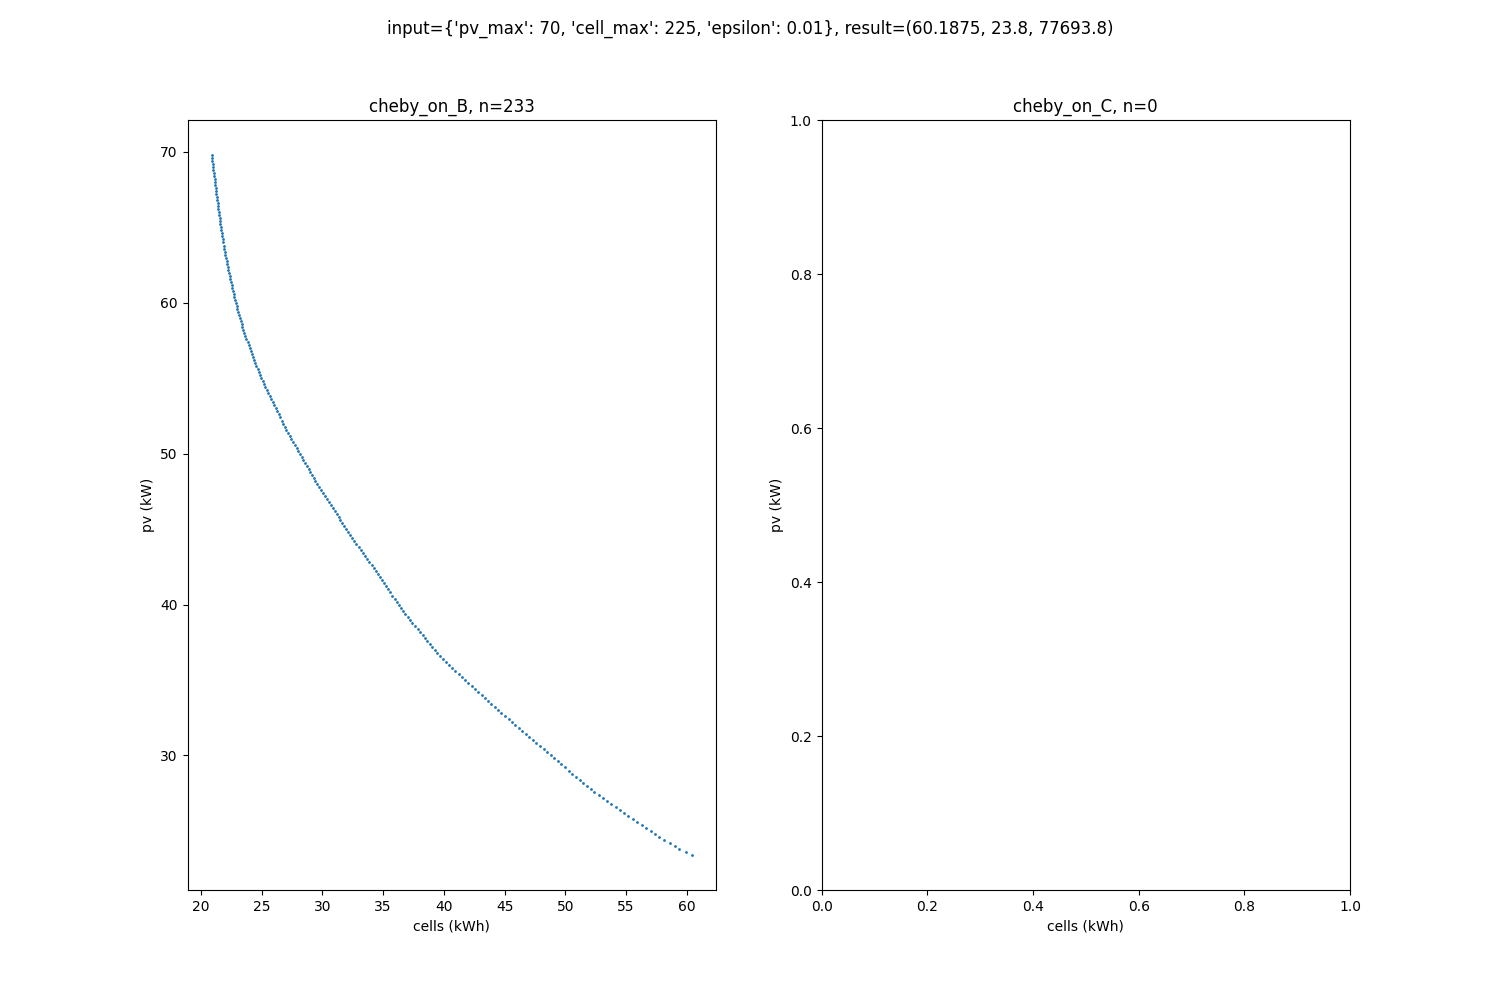 input={'pv_max': 70, 'cell_max': 225, 'epsilon': 0.01}, result=(60.1875, 23.8, 77693.8)
cheby_on_B, n=233
70
60
50
40
30
pv (kW)
20 25 30 35 40 45 50 55 60
cells (kWh)
cheby_on_C, n=0
1.0
0.8
0.6
0.4
0.2
0.0
pv (kW)
0.0 0.2 0.4 0.6 0.8 1.0
cells (kWh)